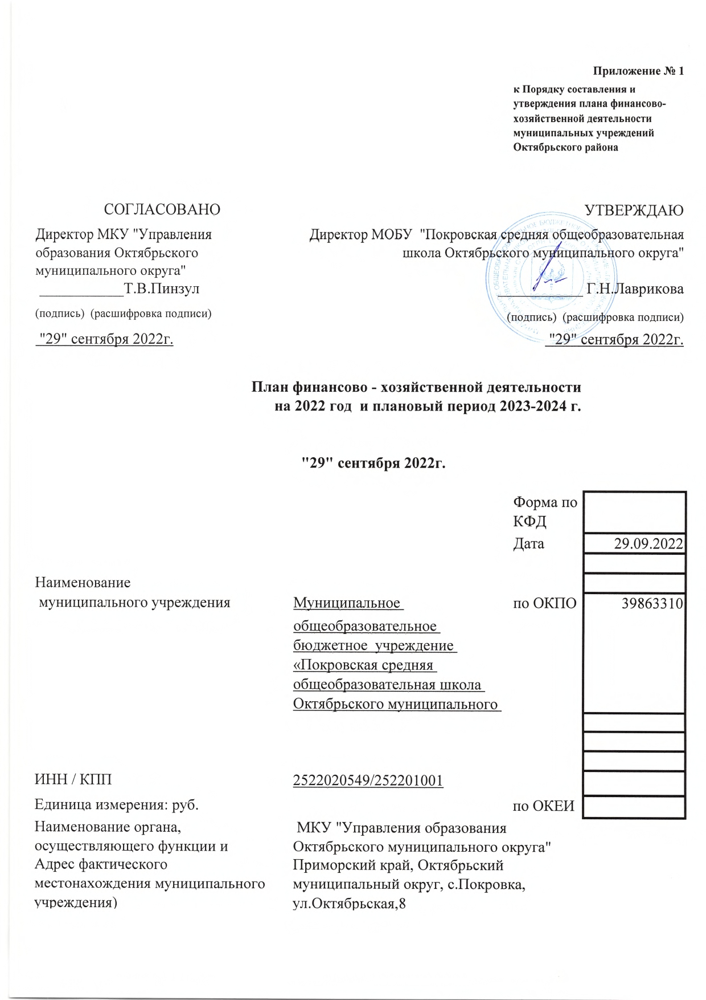 Приложение № 1
к Порядку составления и
утверждения плана финансово-
хозяйственной деятельности
муниципальных учреждений
Октябрьского района
СОГЛАСОВАНО
Директор МКУ "Управления
образования Октябрьского
муниципального округа"
___________Т.В.Пинзул
(подпись) (расшифровка подписи)
"29" сентября 2022г.
УТВЕРЖДАЮ
Директор МОБУ "Покровская средняя общеобразовательная
школа Октябрьского муниципального округа"
___________ Г.Н.Лаврикова
(подпись) (расшифровка подписи)
"29" сентября 2022г.
План финансово - хозяйственной деятельности
на 2022 год и плановый период 2023-2024 г.
"29" сентября 2022г.
Форма по
КФД
Дата 29.09.2022
Наименование
муниципального учреждения Муниципальное по ОКПО 39863310
общеобразовательное
бюджетное учреждение
«Покровская средняя
общеобразовательная школа
Октябрьского муниципального
ИНН / КПП 2522020549/252201001
Единица измерения: руб. по ОКЕИ
Наименование органа, МКУ "Управления образования
осуществляющего функции и Октябрьского муниципального округа"
Адрес фактического Приморский край, Октябрьский
местонахождения муниципального муниципальный округ, с.Покровка,
учреждения) ул.Октябрьская,8